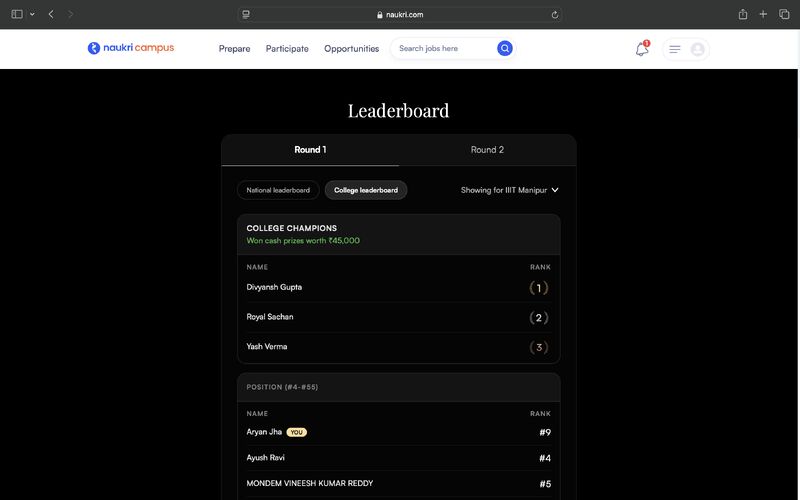 naukri.com
naukri campus
Prepare
Participate
Opportunities
Search jobs here
1
Leaderboard
Round 1
Round 2
National leaderboard
College leaderboard
Showing for IIIT Manipur
COLLEGE CHAMPIONS
Won cash prizes worth ₹45,000
NAME RANK
Divyansh Gupta 1
Royal Sachan 2
Yash Verma 3
POSITION (#4-#55)
NAME RANK
Aryan Jha YOU #9
Ayush Ravi #4
MONDEM VINEESH KUMAR REDDY #5